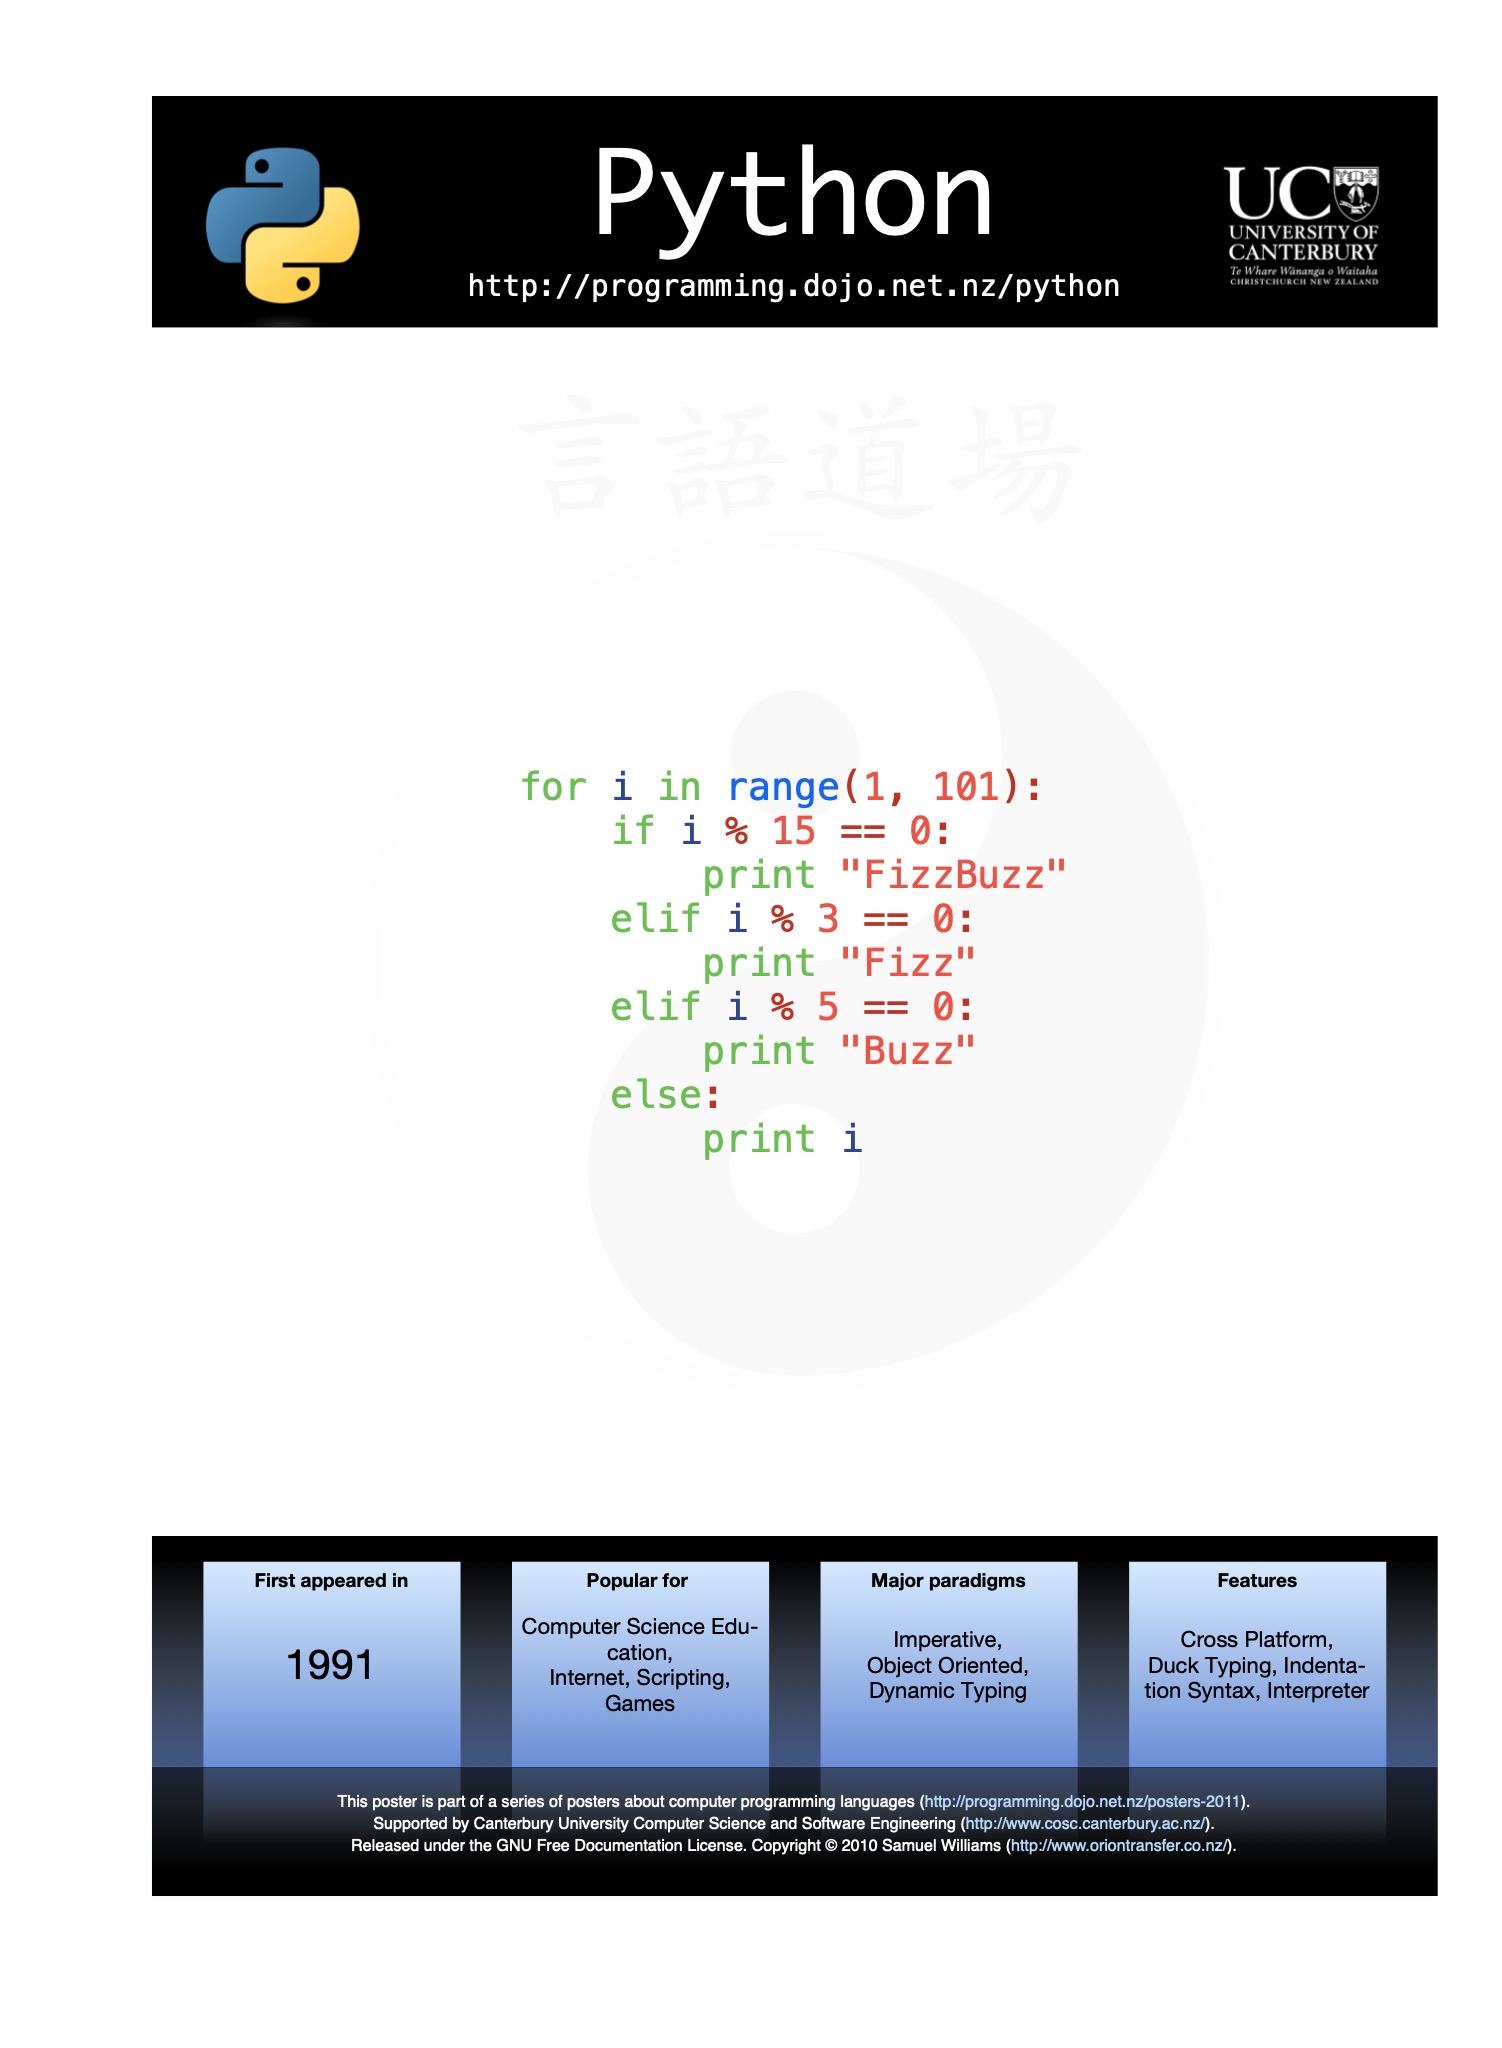 Python
http://programming.dojo.net.nz/python
UC
UNIVERSITY OF
CANTERBURY
Te Whare Wānanga o Waitaha
CHRISTCHURCH NEW ZEALAND
言語道場
for i in range(1, 101):
    if i % 15 == 0:
        print "FizzBuzz"
    elif i % 3 == 0:
        print "Fizz"
    elif i % 5 == 0:
        print "Buzz"
    else:
        print i
First appeared in
1991
Popular for
Computer Science Edu-
cation,
Internet, Scripting,
Games
Major paradigms
Imperative,
Object Oriented,
Dynamic Typing
Features
Cross Platform,
Duck Typing, Indenta-
tion Syntax, Interpreter
This poster is part of a series of posters about computer programming languages (http://programming.dojo.net.nz/posters-2011).
Supported by Canterbury University Computer Science and Software Engineering (http://www.cosc.canterbury.ac.nz/).
Released under the GNU Free Documentation License. Copyright © 2010 Samuel Williams (http://www.oriontransfer.co.nz/).